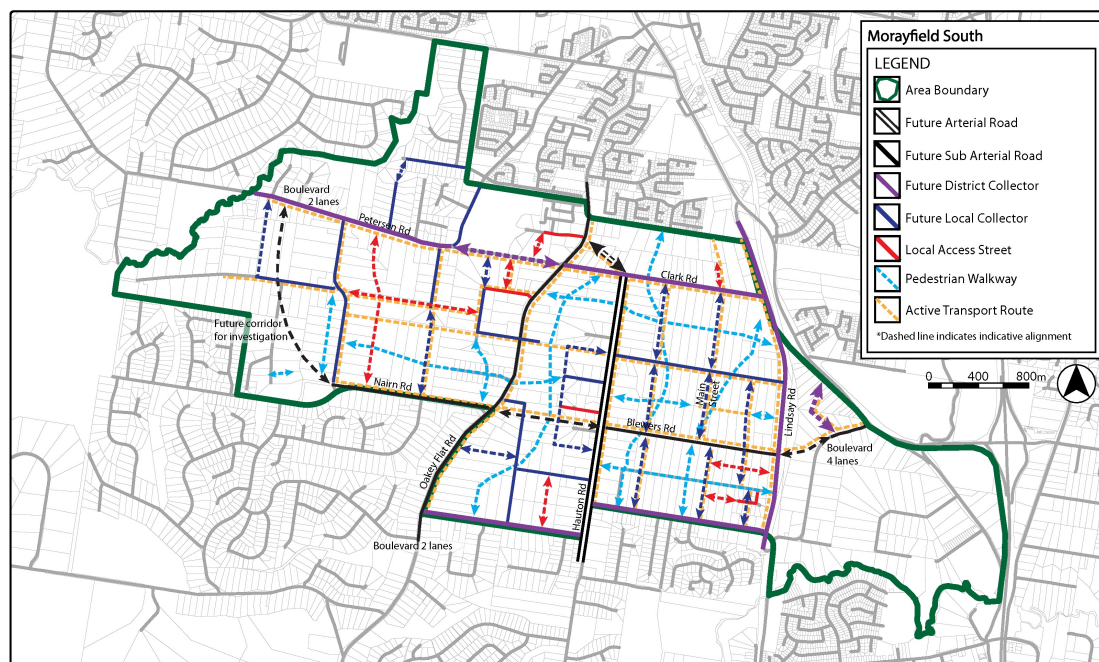 Morayfield South
LEGEND
Area Boundary
Future Arterial Road
Future Sub Arterial Road
Future District Collector
Future Local Collector
Local Access Street
Pedestrian Walkway
Active Transport Route
*Dashed line indicates indicative alignment
0 400 800m
Boulevard
2 lanes
Peterson Rd
Clark Rd
Future corridor
for investigation
Nairn Rd
Main
Street
Lindsay Rd
Blewers Rd
Oakey Flat Rd
Boulevard
4 lanes
Hauton Rd
Boulevard 2 lanes